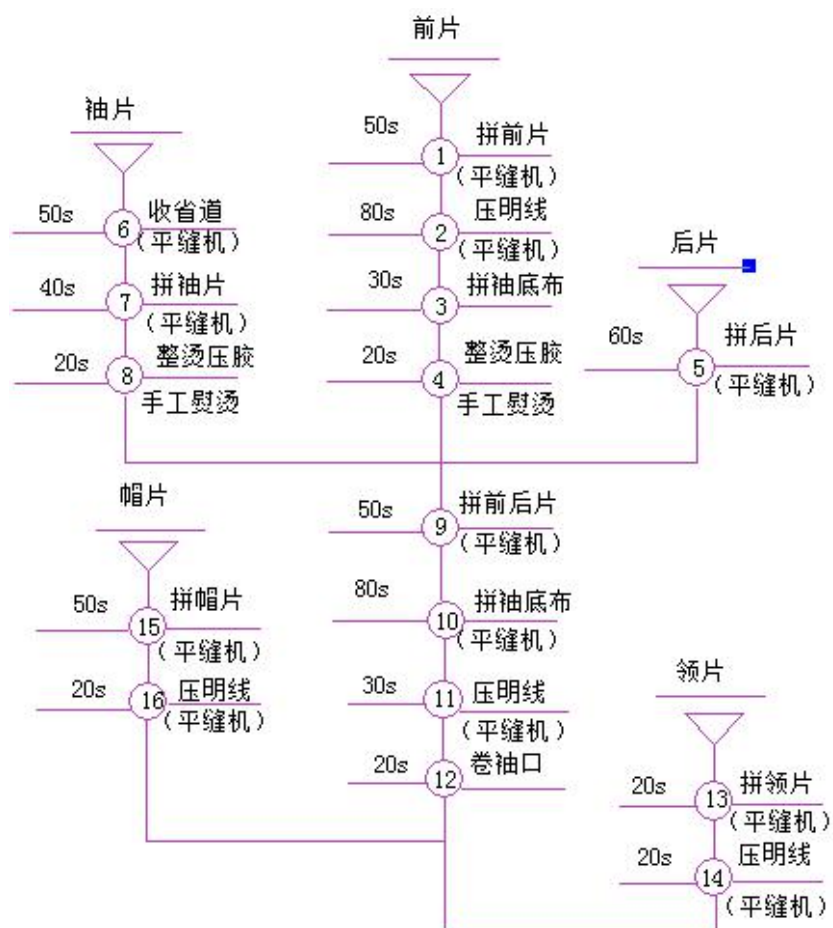 前片
50s
1
拼前片
(平缝机)
80s
2
压明线
(平缝机)
30s
3
拼袖底布
20s
4
整烫压胶
手工熨烫
袖片
50s
6
收省道
(平缝机)
40s
7
拼袖片
(平缝机)
20s
8
整烫压胶
手工熨烫
后片
60s
5
拼后片
(平缝机)
50s
9
拼前后片
(平缝机)
80s
10
拼袖底布
(平缝机)
30s
11
压明线
(平缝机)
20s
12
卷袖口
帽片
50s
15
拼帽片
(平缝机)
20s
16
压明线
(平缝机)
领片
20s
13
拼领片
(平缝机)
20s
14
压明线
(平缝机)